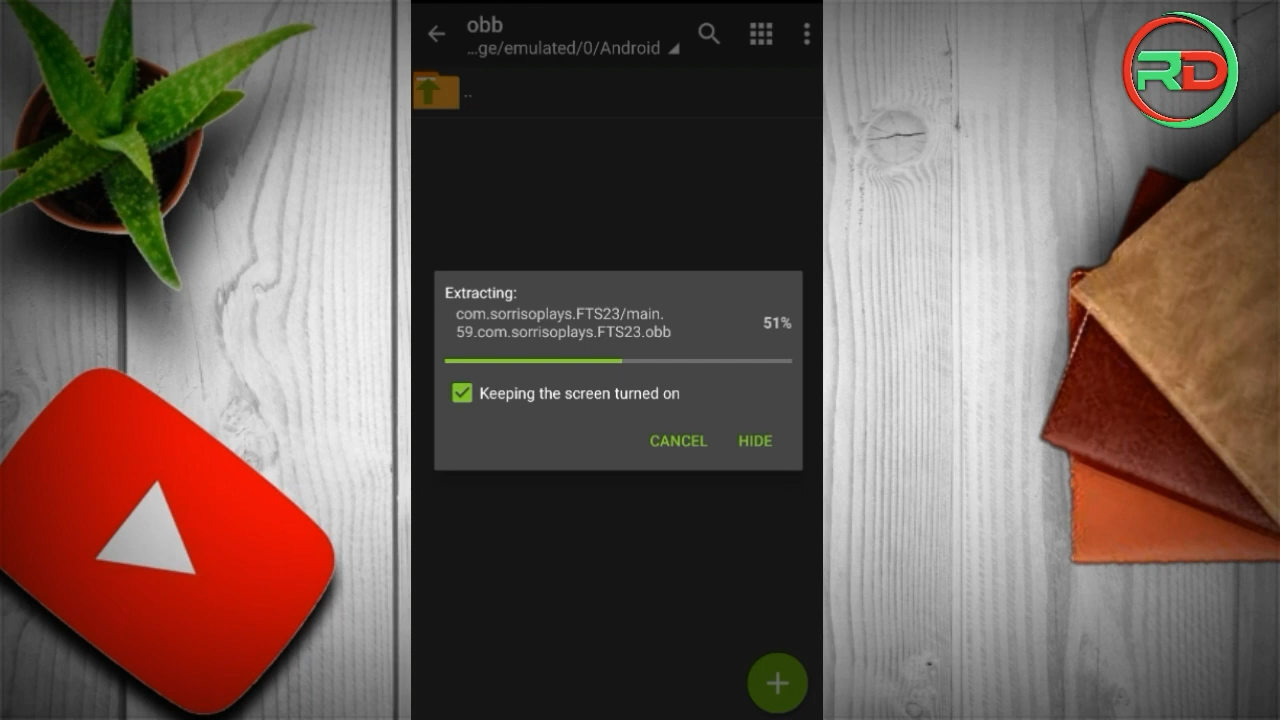 obb
...ge/emulated/0/Android
..
Extracting:
com.sorrisoplays.FTS23/main.
59.com.sorrisoplays.FTS23.obb
51%
Keeping the screen turned on
CANCEL HIDE
RD